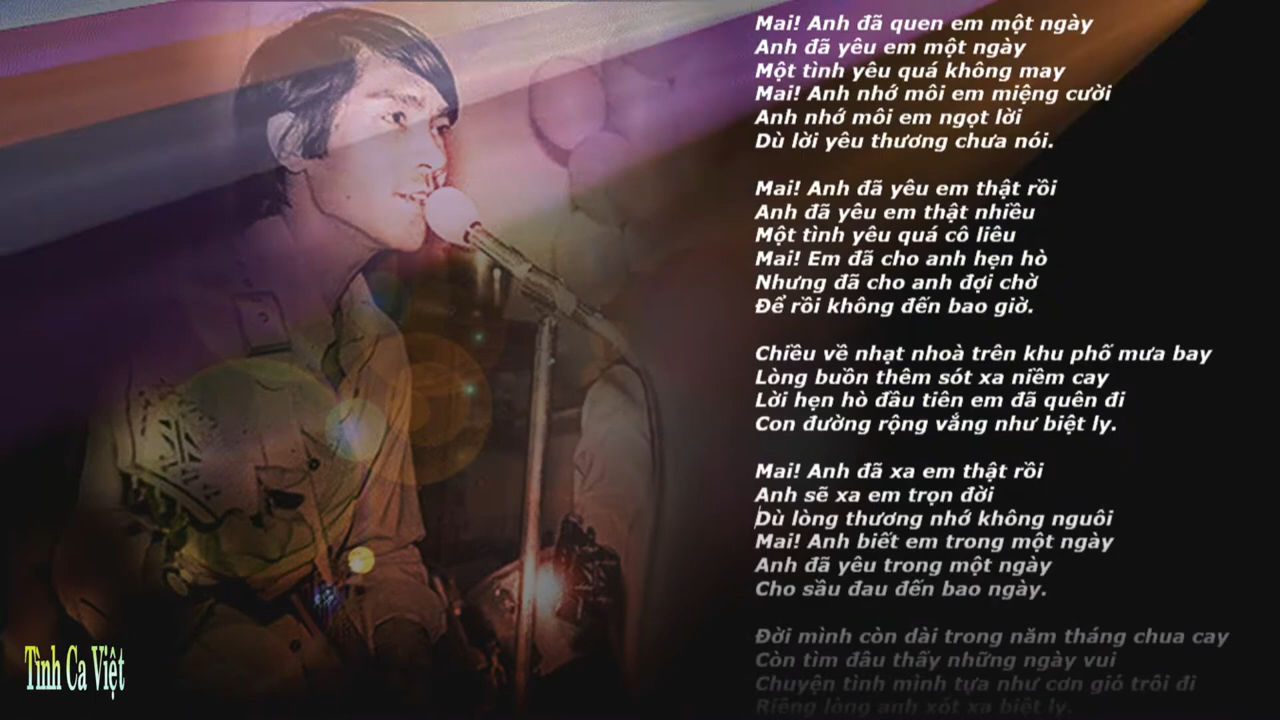 Mai! Anh đã quen em một ngày
Anh đã yêu em một ngày
Một tình yêu quá không may
Mai! Anh nhớ môi em miệng cười
Anh nhớ môi em ngọt lời
Dù lời yêu thương chưa nói.
Mai! Anh đã yêu em thật rồi
Anh đã yêu em thật nhiều
Một tình yêu quá cô liêu
Mai! Em đã cho anh hẹn hò
Nhưng đã cho anh đợi chờ
Để rồi không đến bao giờ.
Chiều về nhạt nhoà trên khu phố mưa bay
Lòng buồn thêm sót xa niềm cay
Lời hẹn hò đầu tiên em đã quên đi
Con đường rộng vắng như biệt ly.
Mai! Anh đã xa em thật rồi
Anh sẽ xa em trọn đời
Dù lòng thương nhớ không nguôi
Mai! Anh biết em trong một ngày
Anh đã yêu trong một ngày
Cho sầu đau đến bao ngày.
Đời mình còn dài trong năm tháng chua cay
Còn tìm đâu thấy những ngày vui
Chuyện tình mình tựa như cơn gió trôi đi
Riêng lòng anh xót xa biệt ly.
Tình Ca Việt